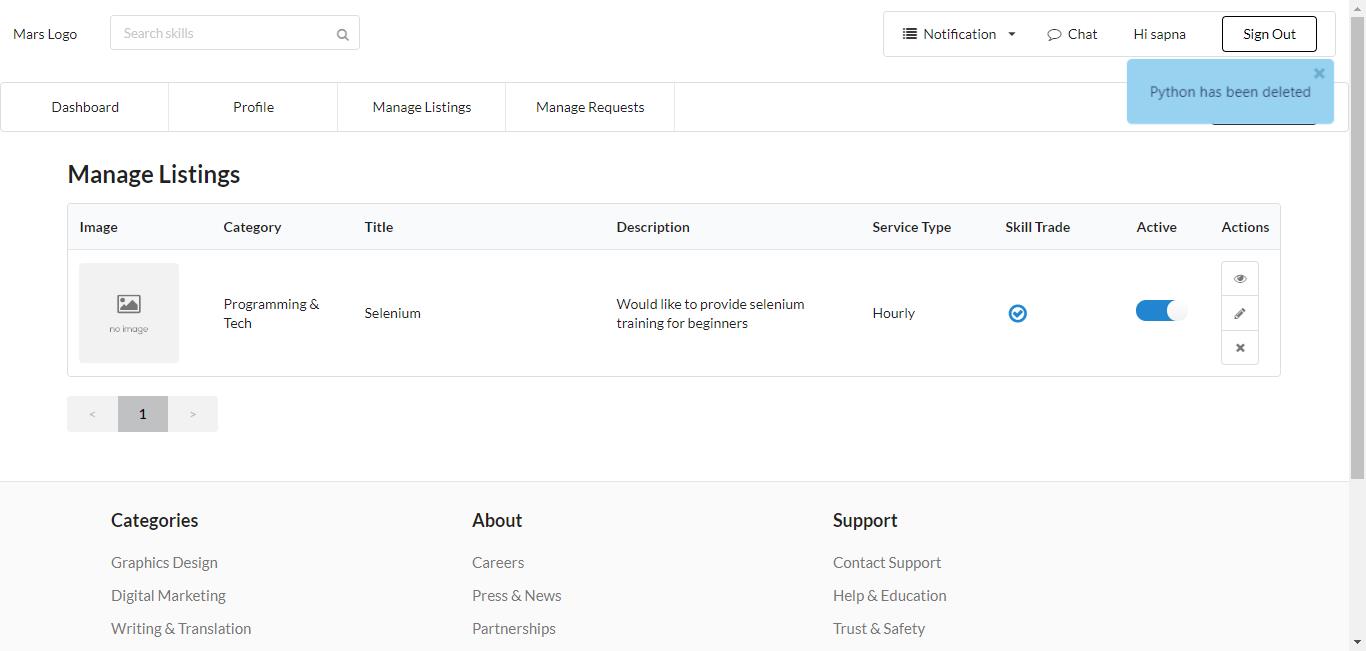 Mars Logo
Search skills
Notification
Chat
Hi sapna
Sign Out
Python has been deleted
Dashboard
Profile
Manage Listings
Manage Requests
Manage Listings
Image Category Title Description Service Type Skill Trade Active Actions
no image
Programming &
Tech
Selenium
Would like to provide selenium
training for beginners
Hourly
< 1 >
Categories
Graphics Design
Digital Marketing
Writing & Translation
About
Careers
Press & News
Partnerships
Support
Contact Support
Help & Education
Trust & Safety